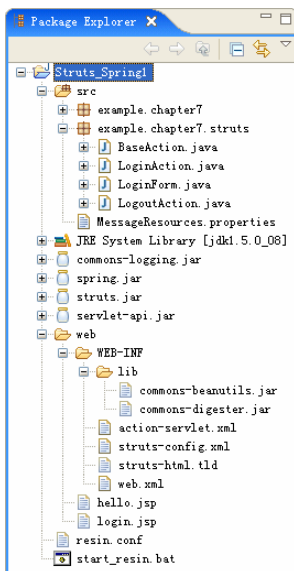 Package Explorer
Struts_Spring1
src
example.chapter7
example.chapter7.struts
BaseAction.java
LoginAction.java
LoginForm.java
LogoutAction.java
MessageResources.properties
JRE System Library [jdk1.5.0_08]
commons-logging.jar
spring.jar
struts.jar
servlet-api.jar
web
WEB-INF
lib
commons-beanutils.jar
commons-digester.jar
action-servlet.xml
struts-config.xml
struts-html.tld
web.xml
hello.jsp
login.jsp
resin.conf
start_resin.bat